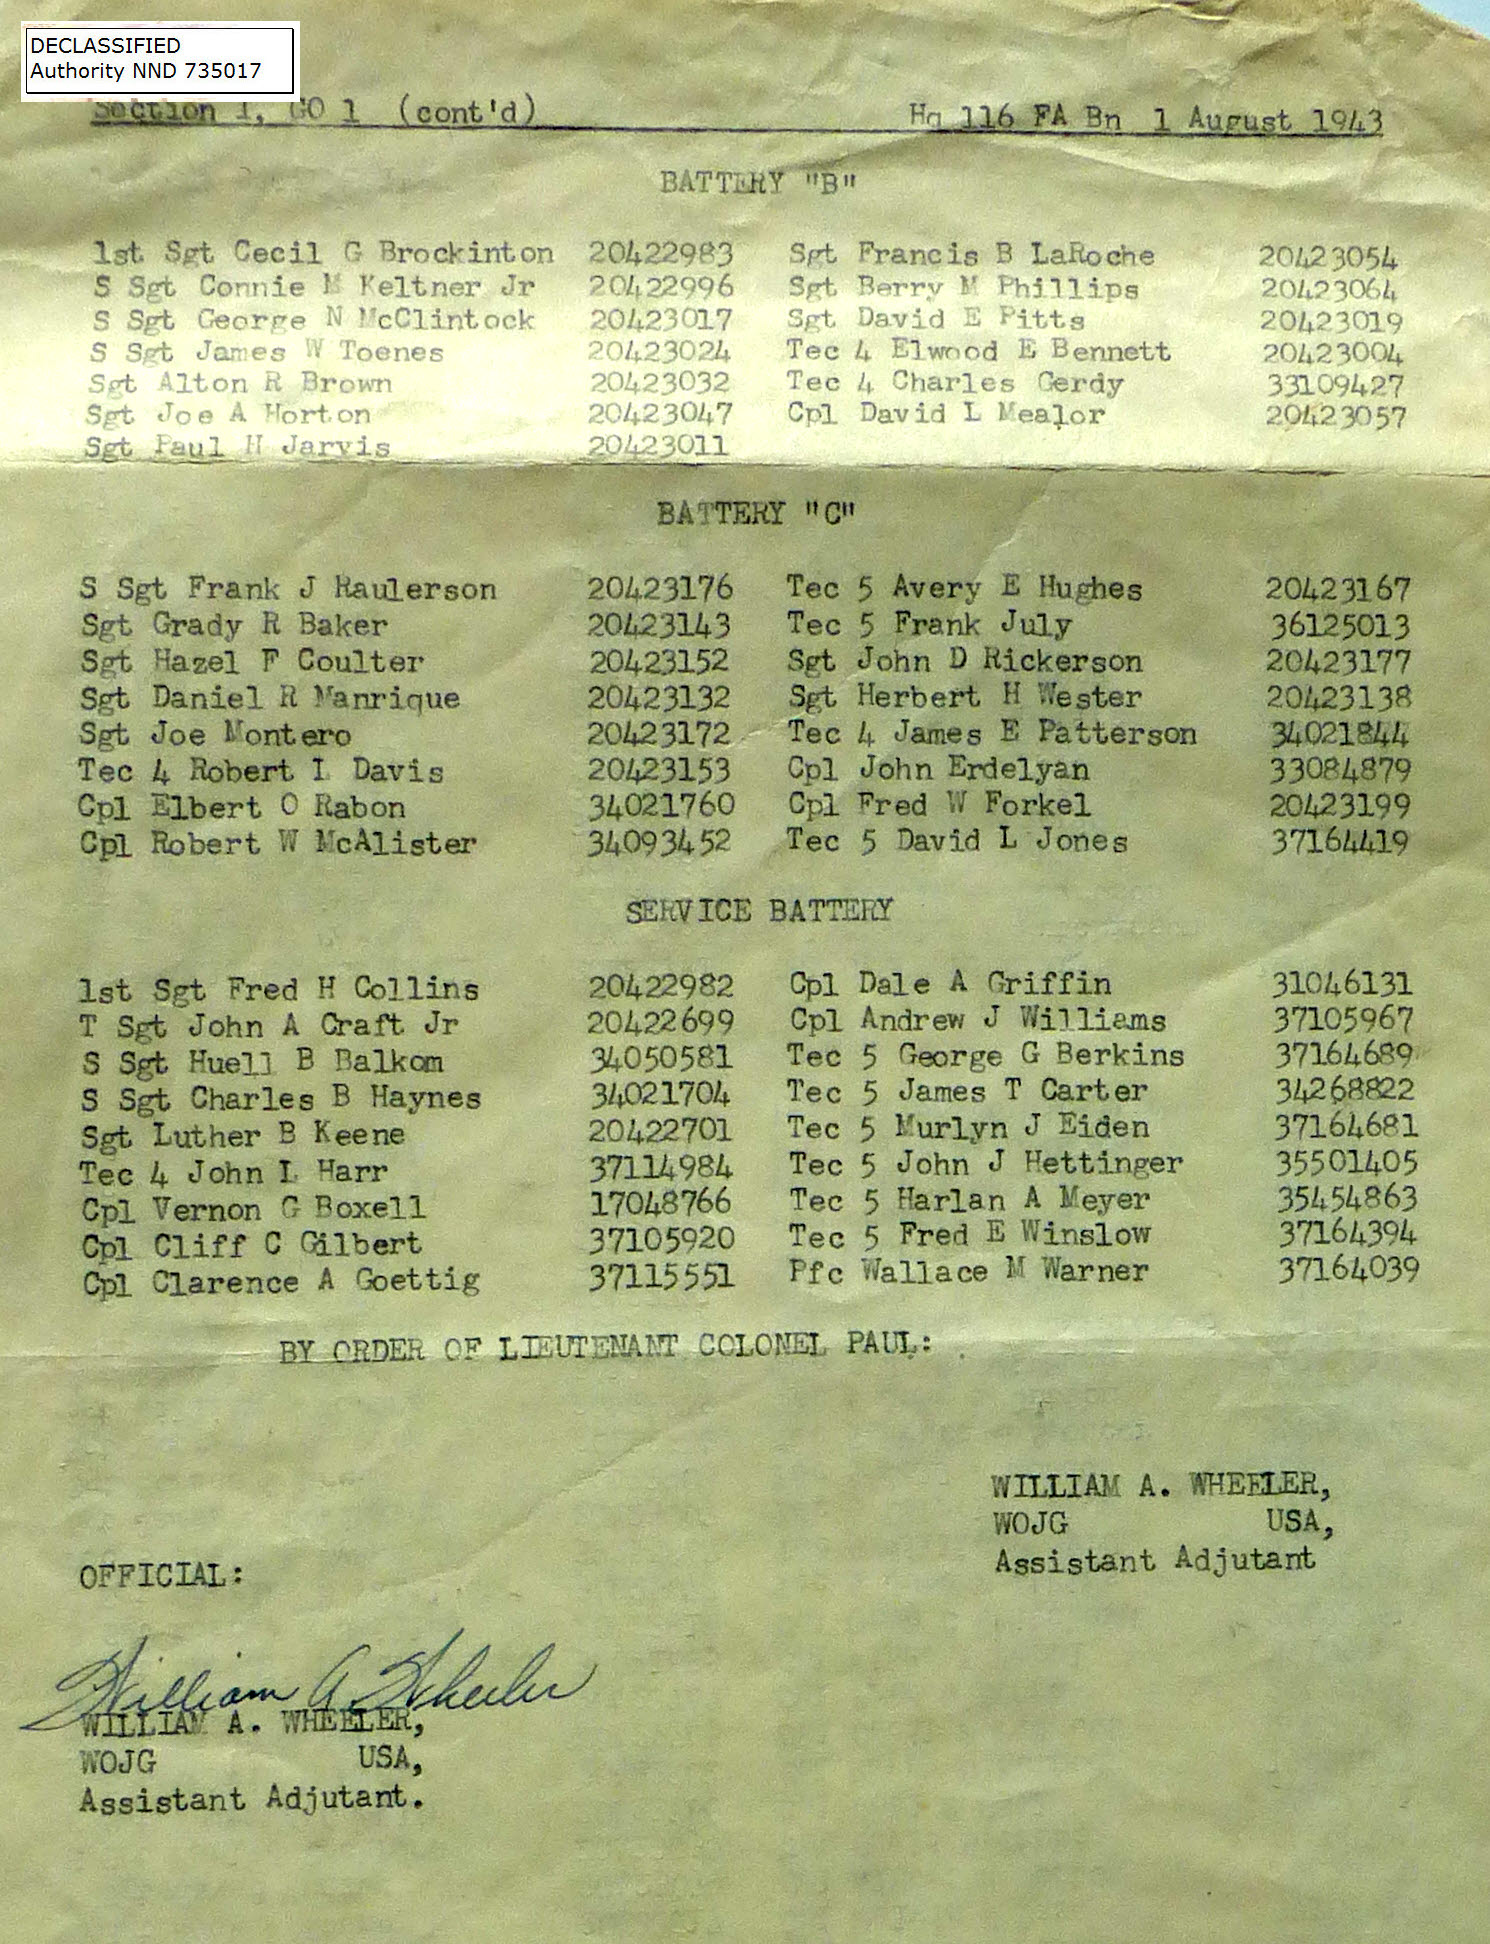 DECLASSIFIED
Authority NND 735017
Section 1, GO 1 (cont'd) Hq 116 FA Bn 1 August 1943
BATTERY "B"
1st Sgt Cecil G Brockinton 20422983 Sgt Francis B LaRoche 20423054
S Sgt Connie M Keltner Jr 20422996 Sgt Berry M Phillips 20423064
S Sgt George N McClintock 20423017 Sgt David E Pitts 20423019
S Sgt James W Toenes 20423024 Tec 4 Elwood E Bennett 20423004
Sgt Alton R Brown 20423032 Tec 4 Charles Gerdy 33109427
Sgt Joe A Horton 20423047 Cpl David L Mealor 20423057
Sgt Paul H Jarvis 20423011
BATTERY "C"
S Sgt Frank J Raulerson 20423176 Tec 5 Avery E Hughes 20423167
Sgt Grady R Baker 20423143 Tec 5 Frank July 36125013
Sgt Hazel F Coulter 20423152 Sgt John D Rickerson 20423177
Sgt Daniel R Manrique 20423132 Sgt Herbert H Wester 20423138
Sgt Joe Montero 20423172 Tec 4 James E Patterson 34021844
Tec 4 Robert L Davis 20423153 Cpl John Erdelyan 33084879
Cpl Elbert O Rabon 34021760 Cpl Fred W Forkel 20423199
Cpl Robert W McAlister 34093452 Tec 5 David L Jones 37164419
SERVICE BATTERY
1st Sgt Fred H Collins 20422982 Cpl Dale A Griffin 31046131
T Sgt John A Craft Jr 20422699 Cpl Andrew J Williams 37105967
S Sgt Huell B Balkom 34050581 Tec 5 George G Berkins 37164689
S Sgt Charles B Haynes 34021704 Tec 5 James T Carter 34268822
Sgt Luther B Keene 20422701 Tec 5 Murlyn J Eiden 37164681
Tec 4 John L Harr 37114984 Tec 5 John J Hettinger 35501405
Cpl Vernon G Boxell 17048766 Tec 5 Harlan A Meyer 35454863
Cpl Cliff C Gilbert 37105920 Tec 5 Fred E Winslow 37164394
Cpl Clarence A Goettig 37115551 Pfc Wallace M Warner 37164039
BY ORDER OF LIEUTENANT COLONEL PAUL:
WILLIAM A. WHEELER,
WOJG USA,
Assistant Adjutant
OFFICIAL:
William A. Wheeler
WILLIAM A. WHEELER,
WOJG USA,
Assistant Adjutant.